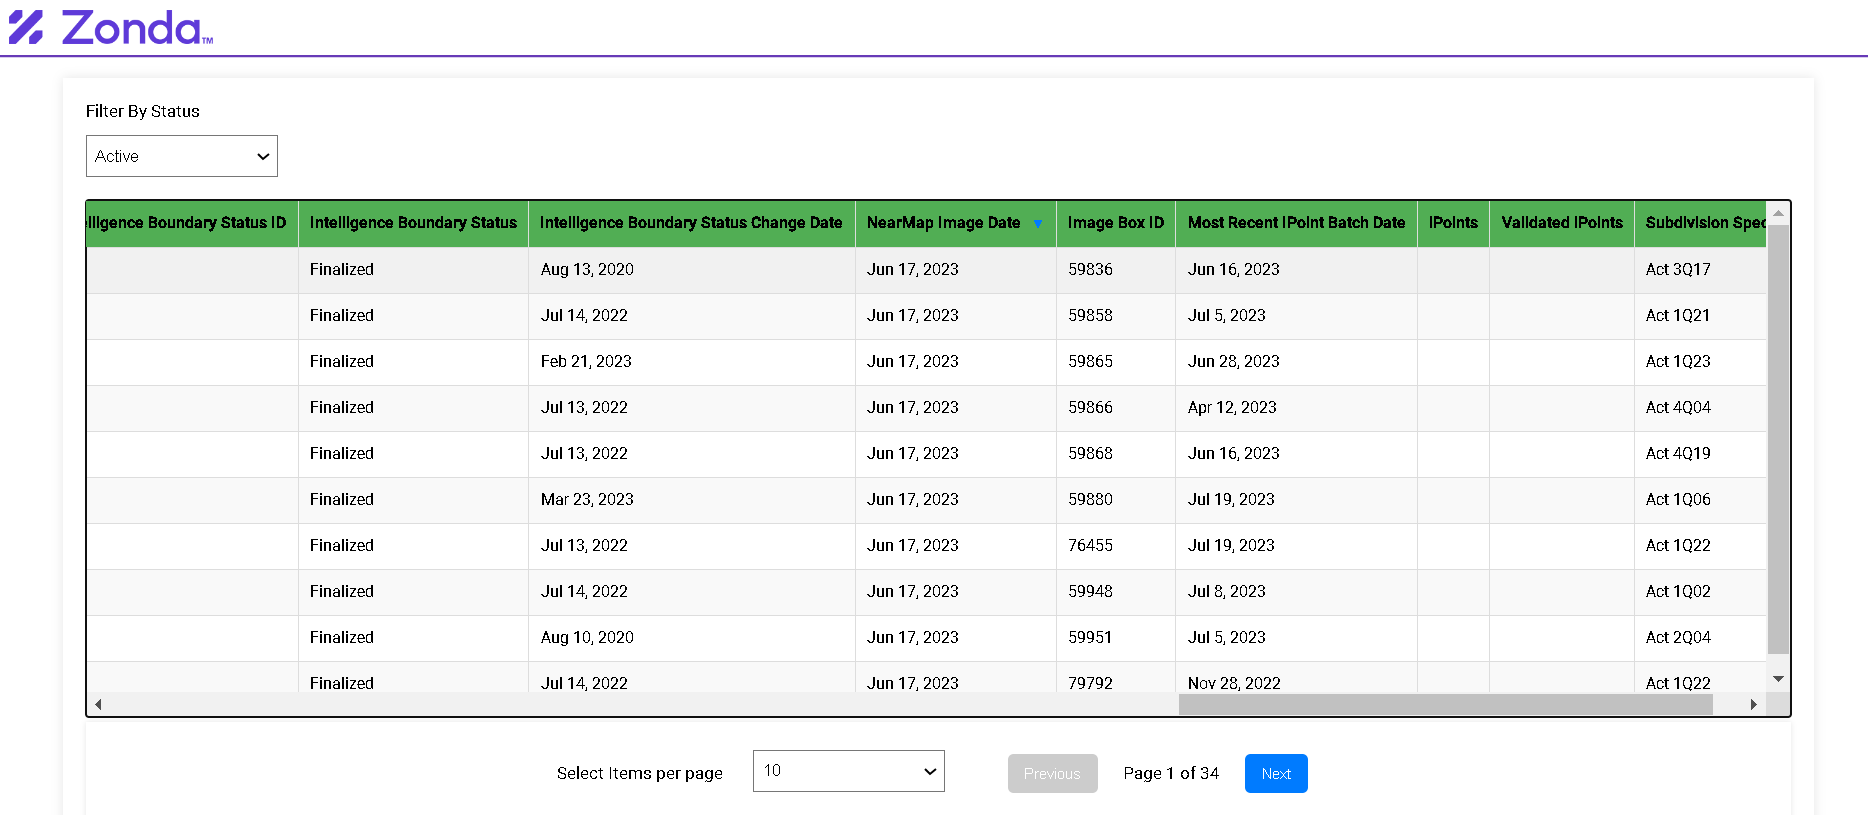 Zonda™
Filter By Status
Active
elligence Boundary Status ID Intelligence Boundary Status Intelligence Boundary Status Change Date NearMap Image Date ▼ Image Box ID Most Recent IPoint Batch Date IPoints Validated IPoints Subdivision Spec
Finalized Aug 13, 2020 Jun 17, 2023 59836 Jun 16, 2023 Act 3Q17
Finalized Jul 14, 2022 Jun 17, 2023 59858 Jul 5, 2023 Act 1Q21
Finalized Feb 21, 2023 Jun 17, 2023 59865 Jun 28, 2023 Act 1Q23
Finalized Jul 13, 2022 Jun 17, 2023 59866 Apr 12, 2023 Act 4Q04
Finalized Jul 13, 2022 Jun 17, 2023 59868 Jun 16, 2023 Act 4Q19
Finalized Mar 23, 2023 Jun 17, 2023 59880 Jul 19, 2023 Act 1Q06
Finalized Jul 13, 2022 Jun 17, 2023 76455 Jul 19, 2023 Act 1Q22
Finalized Jul 14, 2022 Jun 17, 2023 59948 Jul 8, 2023 Act 1Q02
Finalized Aug 10, 2020 Jun 17, 2023 59951 Jul 5, 2023 Act 2Q04
Finalized Jul 14, 2022 Jun 17, 2023 79792 Nov 28, 2022 Act 1Q22
Select Items per page 10 Previous Page 1 of 34 Next